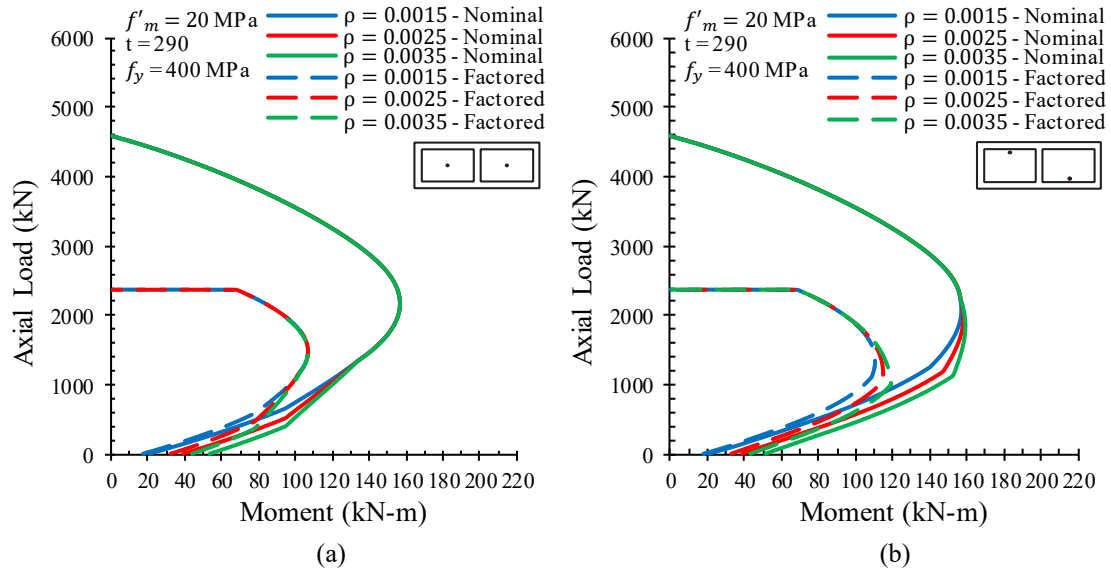 f'm = 20 MPa
t = 290
fy = 400 MPa
ρ = 0.0015 - Nominal
ρ = 0.0025 - Nominal
ρ = 0.0035 - Nominal
ρ = 0.0015 - Factored
ρ = 0.0025 - Factored
ρ = 0.0035 - Factored
Axial Load (kN)
6000
5000
4000
3000
2000
1000
0
0 20 40 60 80 100 120 140 160 180 200 220
Moment (kN-m)
(a)
f'm = 20 MPa
t = 290
fy = 400 MPa
ρ = 0.0015 - Nominal
ρ = 0.0025 - Nominal
ρ = 0.0035 - Nominal
ρ = 0.0015 - Factored
ρ = 0.0025 - Factored
ρ = 0.0035 - Factored
Axial Load (kN)
6000
5000
4000
3000
2000
1000
0
0 20 40 60 80 100 120 140 160 180 200 220
Moment (kN-m)
(b)